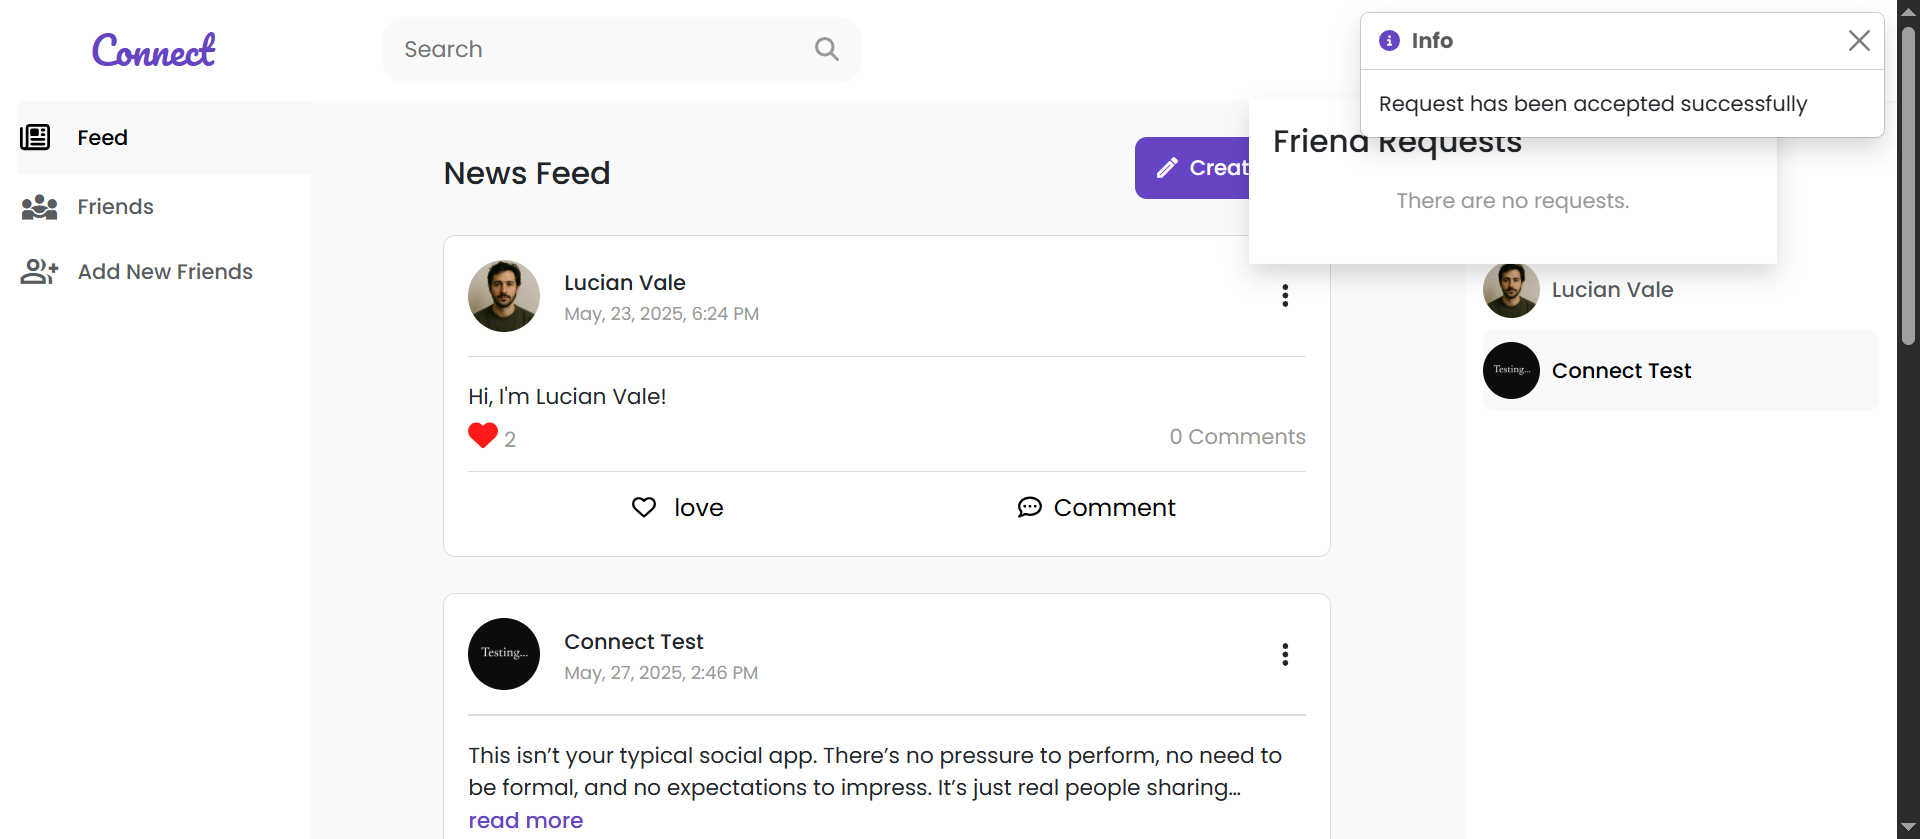 Connect
Search
Info
Request has been accepted successfully
Feed
Friends
Add New Friends
News Feed
Creat
Friend Requests
There are no requests.
Lucian Vale
May, 23, 2025, 6:24 PM
Hi, I'm Lucian Vale!
2
0 Comments
love
Comment
Connect Test
May, 27, 2025, 2:46 PM
Testing...
This isn’t your typical social app. There’s no pressure to perform, no need to
be formal, and no expectations to impress. It’s just real people sharing...
read more
Lucian Vale
Testing...
Connect Test